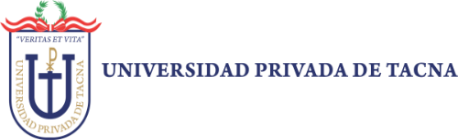 "VERITAS ET VITA"
UNIVERSIDAD PRIVADA DE TACNA
UNIVERSIDAD PRIVADA DE TACNA